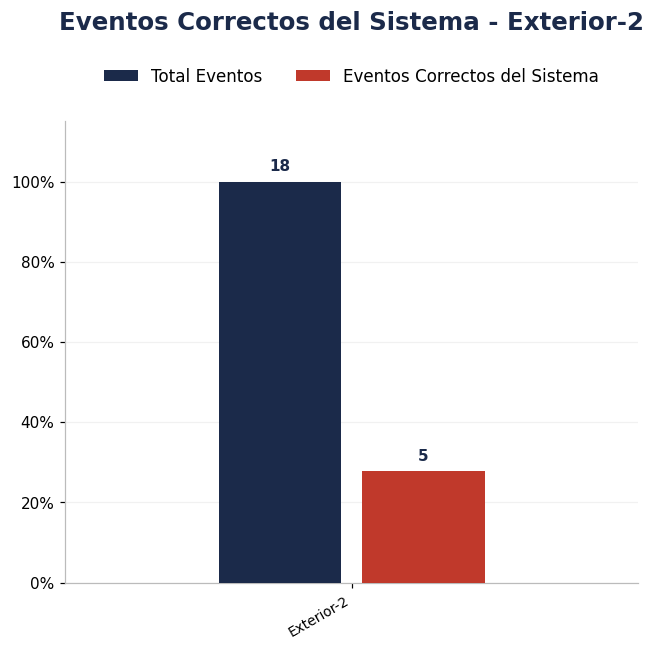 Eventos Correctos del Sistema - Exterior-2
Total Eventos
Eventos Correctos del Sistema
18
100%
80%
60%
40%
5
20%
0%
Exterior-2